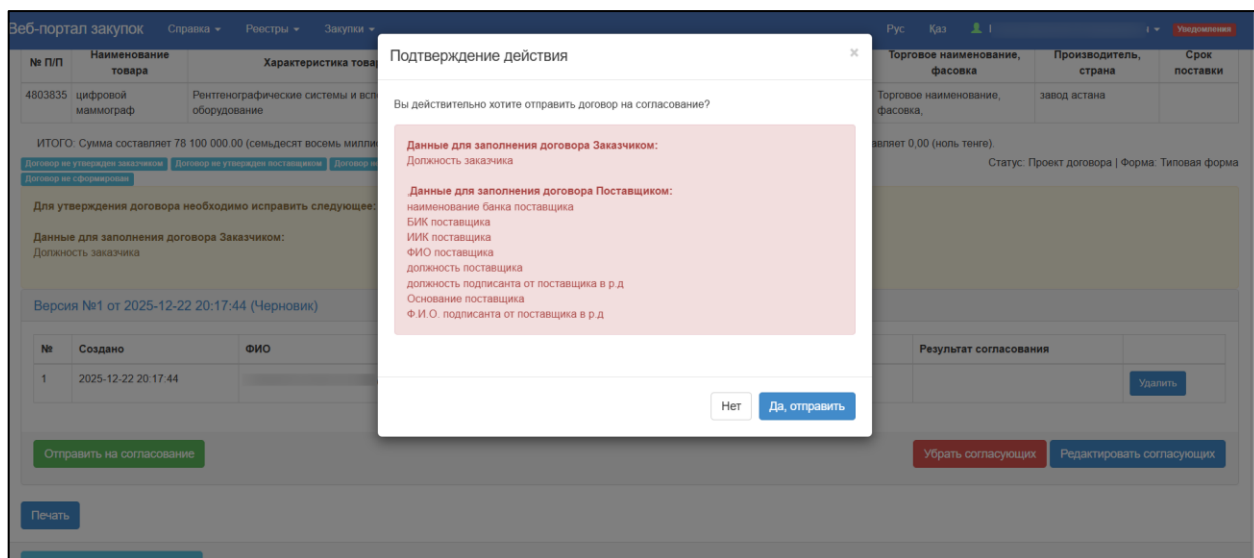 Веб-портал закупок Справка Реестры Закупки Рус Қаз Уведомления
№ П/П Наименование товара Характеристика Торговое наименование, фасовка Производитель, страна Срок поставки
4803835 цифровой маммограф Рентгенографические системы и оборудование Торговое наименование, фасовка, завод астана
ИТОГО: Сумма составляет 78 100 000.00 (семьдесят восемь 0,00 (ноль тенге).
Договор не утвержден заказчиком Договор не утвержден поставщиком Договор Статус: Проект договора | Форма: Типовая форма
Договор не сформирован
Для утверждения договора необходимо исправить следующее:
Данные для заполнения договора Заказчиком:
Должность заказчика
Подтверждение действия ×
Вы действительно хотите отправить договор на согласование?
Данные для заполнения договора Заказчиком:
Должность заказчика
,Данные для заполнения договора Поставщиком:
наименование банка поставщика
БИК поставщика
ИИК поставщика
ФИО поставщика
должность поставщика
должность подписанта от поставщика в р.д
Основание поставщика
Ф.И.О. подписанта от поставщика в р.д
Нет Да, отправить
Версия №1 от 2025-12-22 20:17:44 (Черновик)
№ Создано ФИО Результат согласования
1 2025-12-22 20:17:44 Удалить
Отправить на согласование Убрать согласующих Редактировать согласующих
Печать